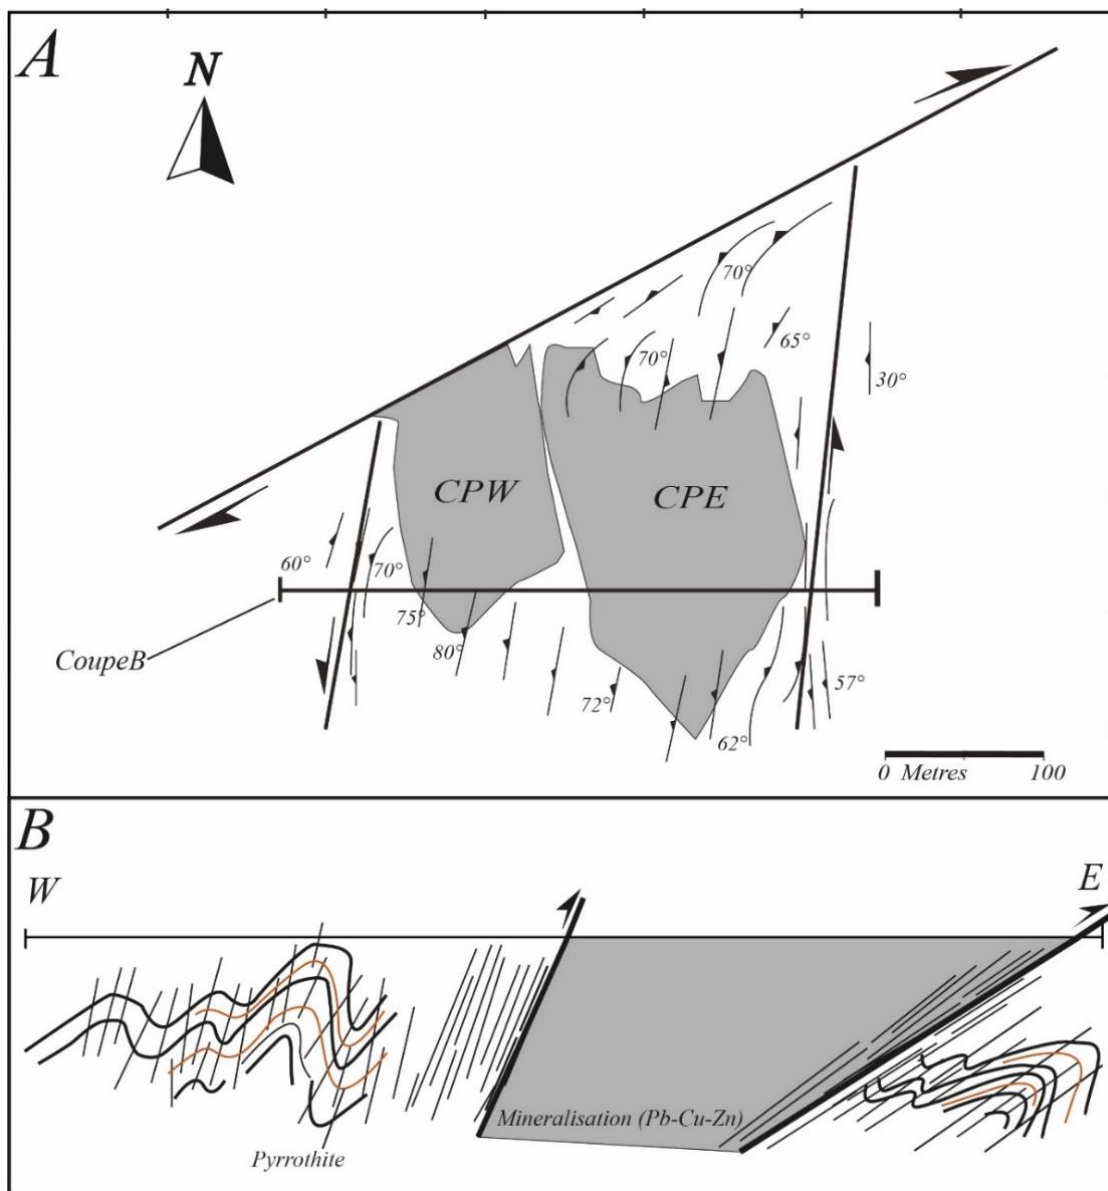 A
N
70°
65°
70°
30°
CPW
CPE
60°
70°
75°
CoupeB
80°
72°
57°
62°
0 Metres 100
B
W
E
Mineralisation (Pb-Cu-Zn)
Pyrrothite